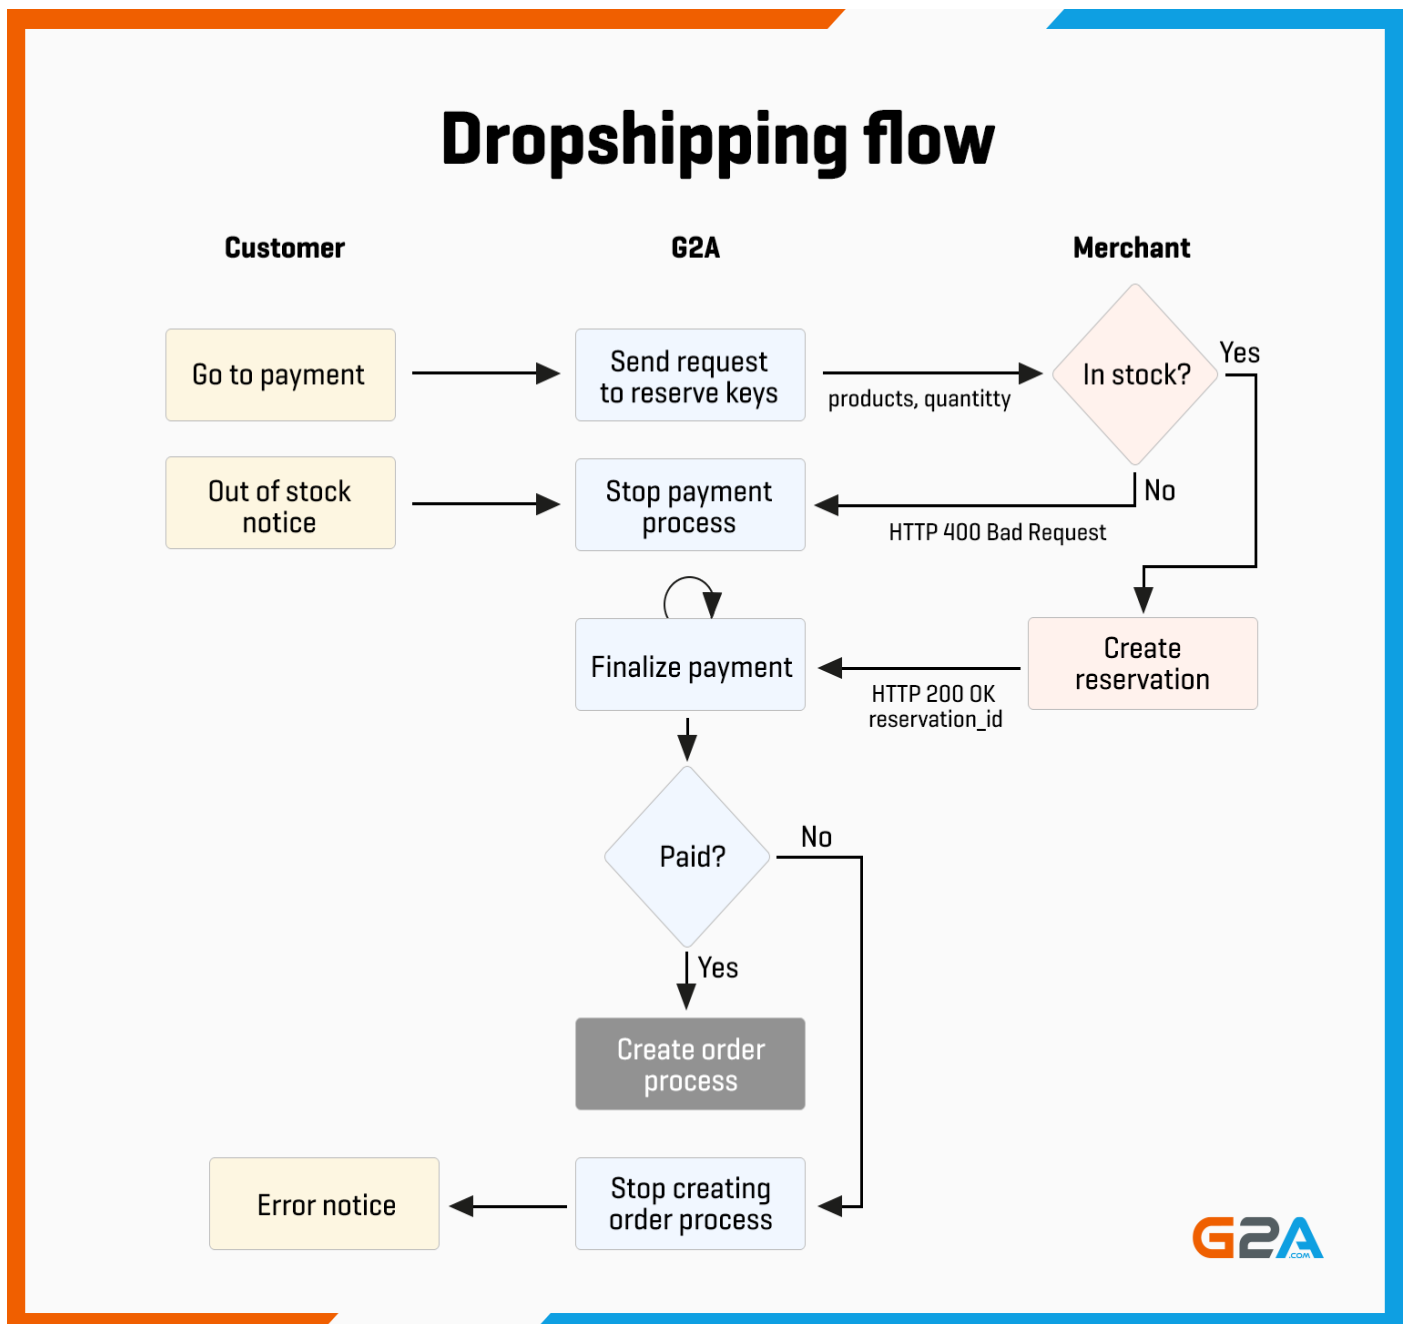 Dropshipping flow
Customer
G2A
Merchant
Go to payment
Send request
to reserve keys
products, quantitty
In stock?
Yes
Out of stock
notice
Stop payment
process
No
HTTP 400 Bad Request
Finalize payment
HTTP 200 OK
reservation_id
Create
reservation
Paid?
No
Yes
Create order
process
Error notice
Stop creating
order process
G2A
.COM